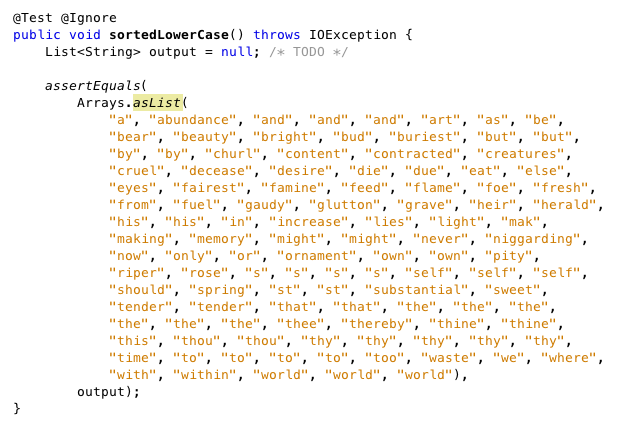 @Test @Ignore
public void sortedLowerCase() throws IOException {
    List<String> output = null; /* TODO */

    assertEquals(
        Arrays.asList(
            "a", "abundance", "and", "and", "and", "art", "as", "be",
            "bear", "beauty", "bright", "bud", "buriest", "but", "but",
            "by", "by", "churl", "content", "contracted", "creatures",
            "cruel", "decease", "desire", "die", "due", "eat", "else",
            "eyes", "fairest", "famine", "feed", "flame", "foe", "fresh",
            "from", "fuel", "gaudy", "glutton", "grave", "heir", "herald",
            "his", "his", "in", "increase", "lies", "light", "mak",
            "making", "memory", "might", "might", "never", "niggarding",
            "now", "only", "or", "ornament", "own", "own", "pity",
            "riper", "rose", "s", "s", "s", "s", "self", "self", "self",
            "should", "spring", "st", "st", "substantial", "sweet",
            "tender", "tender", "that", "that", "the", "the", "the",
            "the", "the", "the", "thee", "thereby", "thine", "thine",
            "this", "thou", "thou", "thy", "thy", "thy", "thy", "thy",
            "time", "to", "to", "to", "to", "too", "waste", "we", "where",
            "with", "within", "world", "world", "world"),
        output);
}